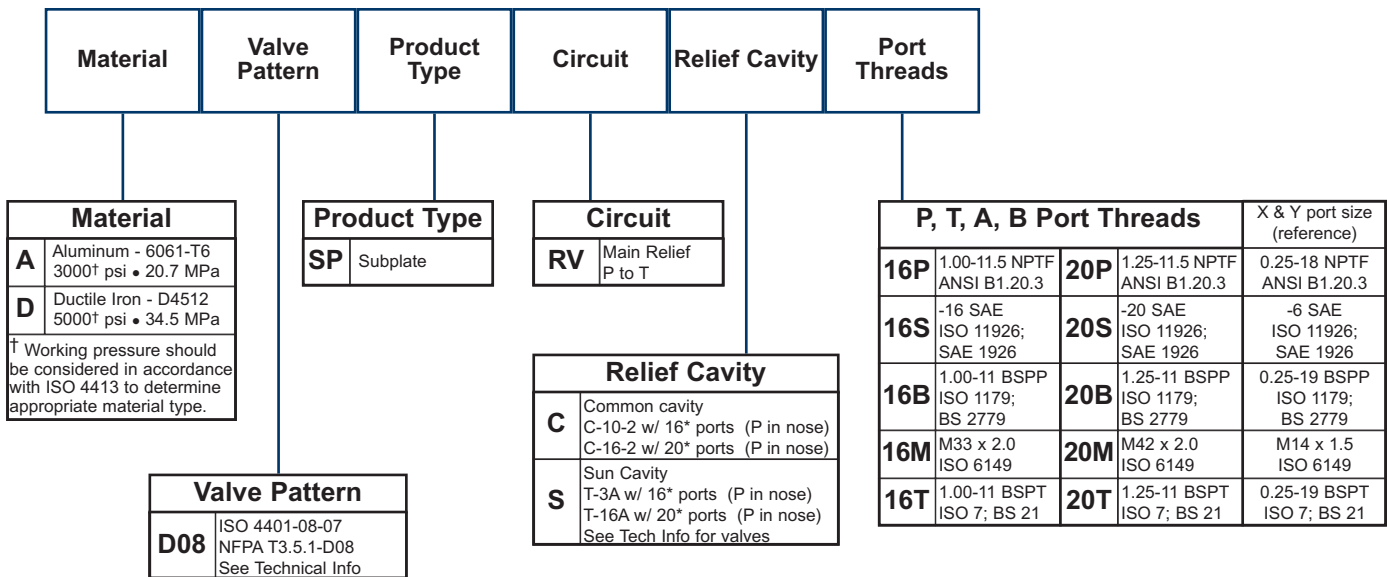 Material
Valve
Pattern
Product
Type
Circuit
Relief Cavity
Port
Threads
Material
A
Aluminum - 6061-T6
3000† psi • 20.7 MPa
D
Ductile Iron - D4512
5000† psi • 34.5 MPa
† Working pressure should
be considered in accordance
with ISO 4413 to determine
appropriate material type.
Valve Pattern
D08
ISO 4401-08-07
NFPA T3.5.1-D08
See Technical Info
Product Type
SP
Subplate
Circuit
RV
Main Relief
P to T
Relief Cavity
C
Common cavity
C-10-2 w/ 16* ports (P in nose)
C-16-2 w/ 20* ports (P in nose)
S
Sun Cavity
T-3A w/ 16* ports (P in nose)
T-16A w/ 20* ports (P in nose)
See Tech Info for valves
P, T, A, B Port Threads
X & Y port size
(reference)
16P
1.00-11.5 NPTF
ANSI B1.20.3
20P
1.25-11.5 NPTF
ANSI B1.20.3
0.25-18 NPTF
ANSI B1.20.3
16S
-16 SAE
ISO 11926;
SAE 1926
20S
-20 SAE
ISO 11926;
SAE 1926
-6 SAE
ISO 11926;
SAE 1926
16B
1.00-11 BSPP
ISO 1179;
BS 2779
20B
1.25-11 BSPP
ISO 1179;
BS 2779
0.25-19 BSPP
ISO 1179;
BS 2779
16M
M33 x 2.0
ISO 6149
20M
M42 x 2.0
ISO 6149
M14 x 1.5
ISO 6149
16T
1.00-11 BSPT
ISO 7; BS 21
20T
1.25-11 BSPT
ISO 7; BS 21
0.25-19 BSPT
ISO 7; BS 21